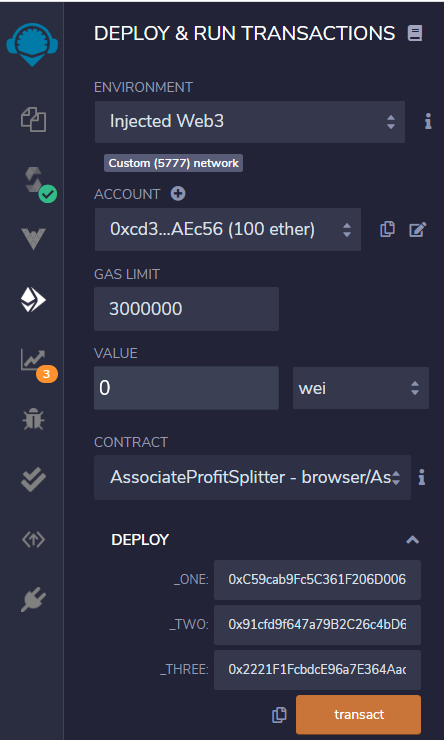 DEPLOY & RUN TRANSACTIONS
ENVIRONMENT
Injected Web3
Custom (5777) network
ACCOUNT
0xcd3...AEc56 (100 ether)
GAS LIMIT
3000000
VALUE
0 wei
3
CONTRACT
AssociateProfitSplitter - browser/As
DEPLOY
_ONE: 0xC59cab9Fc5C361F206D006
_TWO: 0x91cfd9f647a79B2C26c4bD6
_THREE: 0x2221F1FcbdcE96a7E364Aac
transact